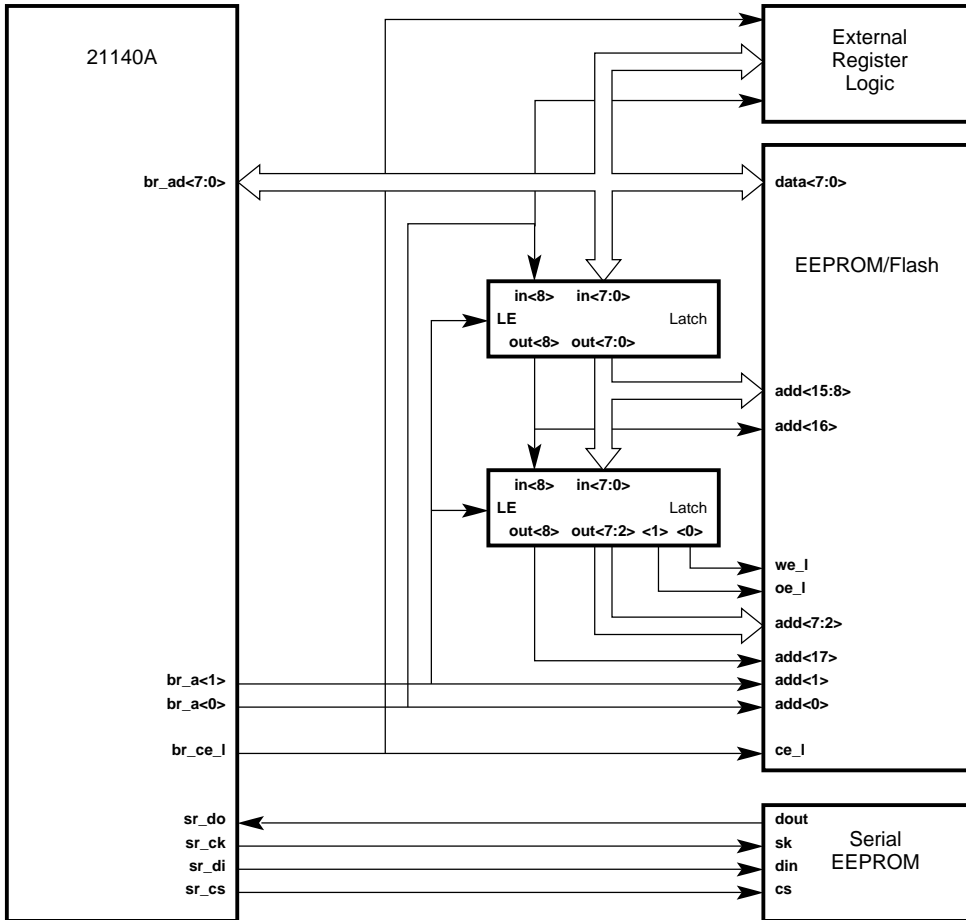 21140A
External
Register
Logic
br_ad<7:0>
data<7:0>
EEPROM/Flash
in<8> in<7:0>
LE Latch
out<8> out<7:0>
add<15:8>
add<16>
in<8> in<7:0>
LE Latch
out<8> out<7:2> <1> <0>
we_l
oe_l
add<7:2>
add<17>
br_a<1>
add<1>
br_a<0>
add<0>
br_ce_l
ce_l
sr_do
dout
sr_ck
sk
sr_di
din
sr_cs
cs
Serial
EEPROM